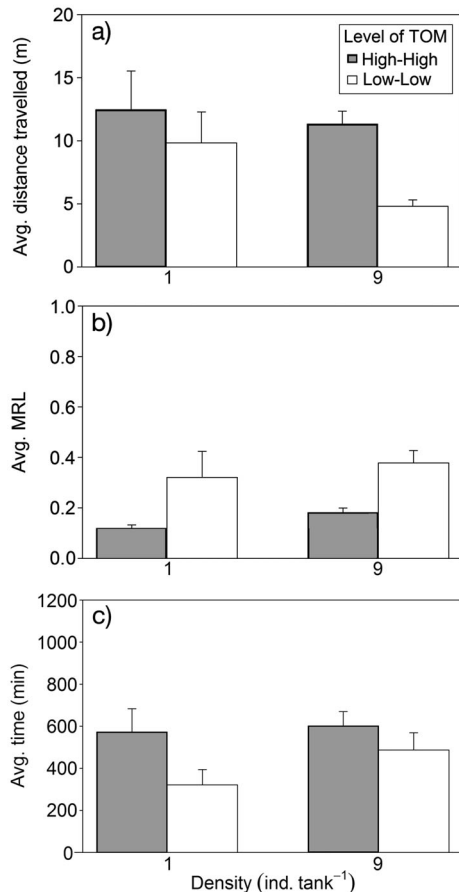 a)
Level of TOM
High-High
Low-Low
Avg. distance travelled (m)
20
15
10
5
0
1 9
b)
Avg. MRL
1.0
0.8
0.6
0.4
0.2
0.0
1 9
c)
Avg. time (min)
1200
1000
800
600
400
200
000
1 9
Density (ind. tank⁻¹)